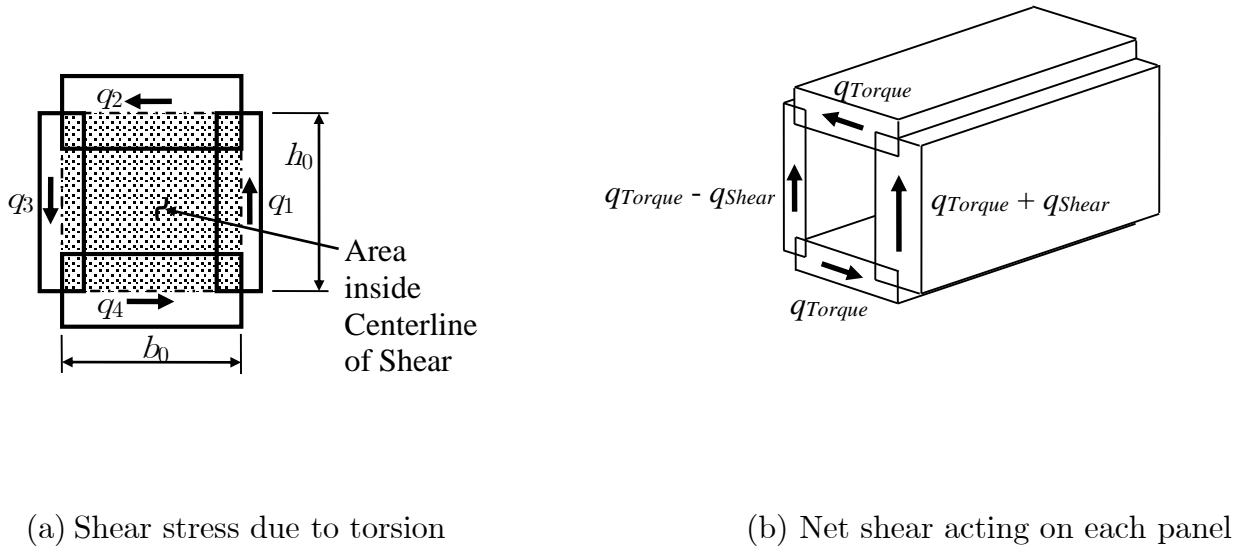 q2
h0
q3
q1
Area
inside
Centerline
of Shear
q4
b0
qTorque
qTorque - qShear
qTorque + qShear
qTorque
(a) Shear stress due to torsion
(b) Net shear acting on each panel